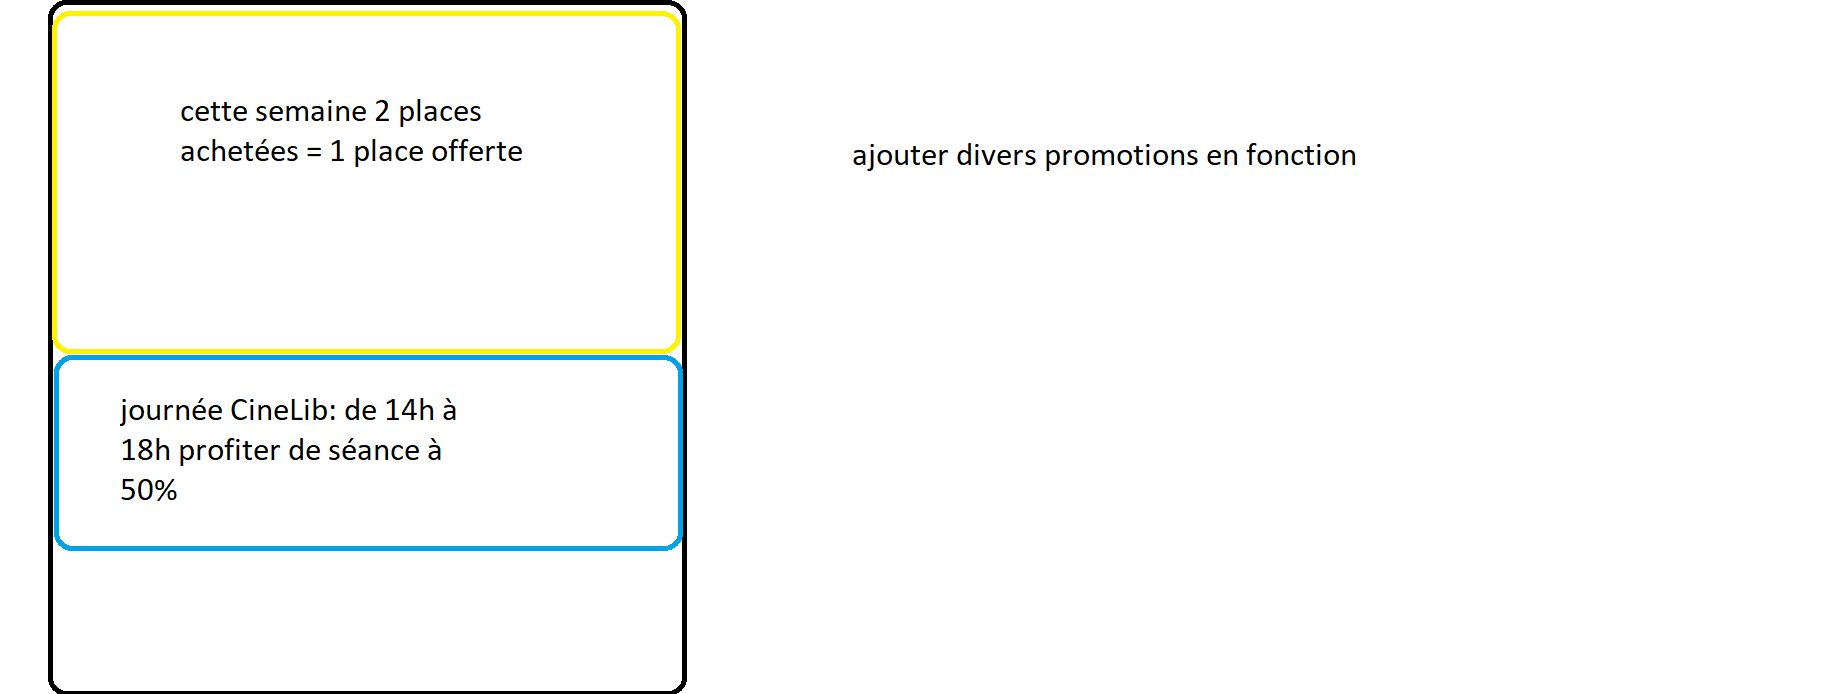 cette semaine 2 places
achetées = 1 place offerte
ajouter divers promotions en fonction
journée CineLib: de 14h à
18h profiter de séance à
50%